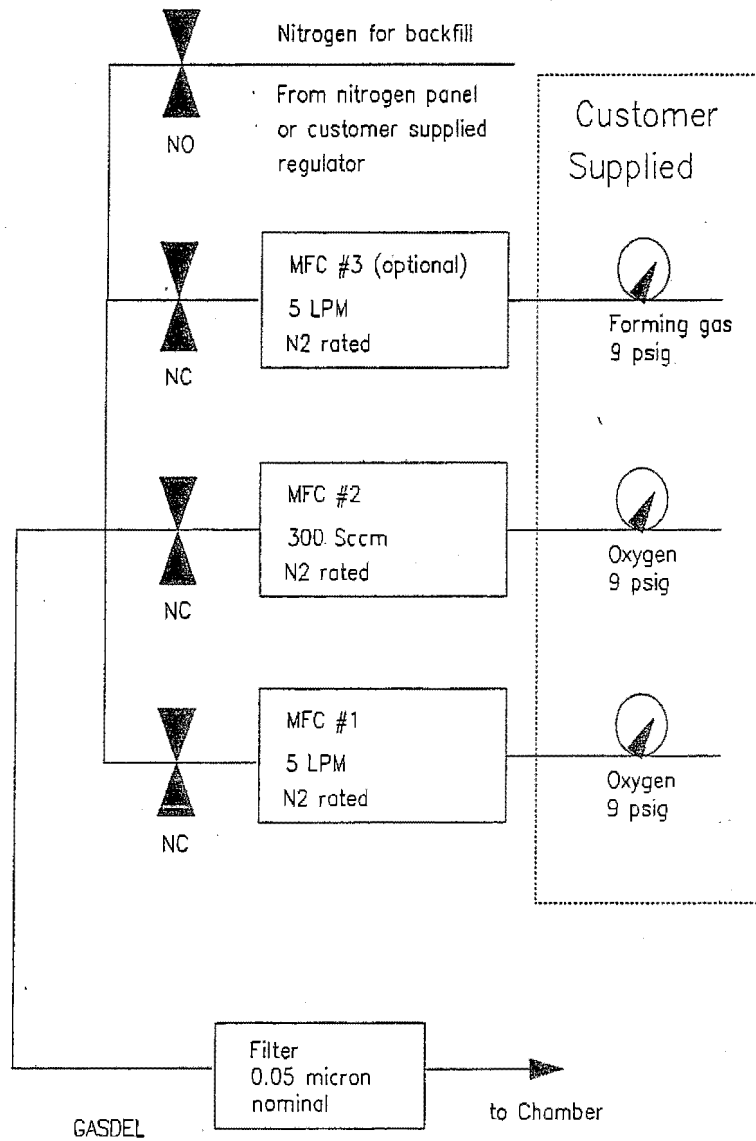 Nitrogen for backfill
From nitrogen panel
or customer supplied
regulator
NO
Customer
Supplied
MFC #3 (optional)
5 LPM
N2 rated
NC
Forming gas
9 psig
MFC #2
300 Sccm
N2 rated
NC
Oxygen
9 psig
MFC #1
5 LPM
N2 rated
NC
Oxygen
9 psig
Filter
0.05 micron
nominal
to Chamber
GASDEL